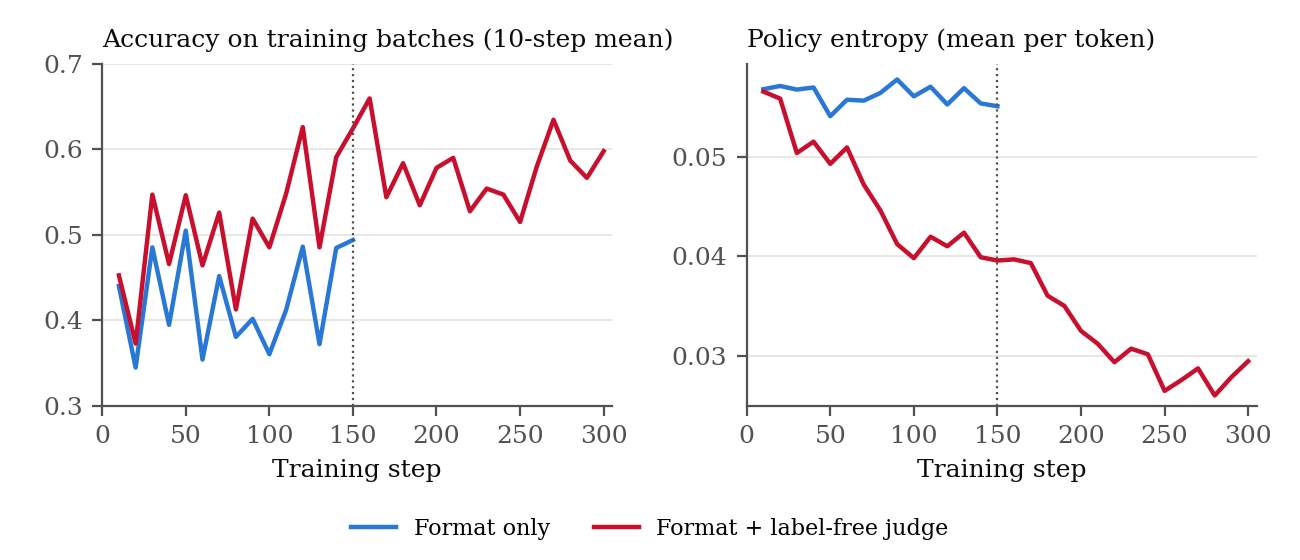 Accuracy on training batches (10-step mean)
0.7
0.6
0.5
0.4
0.3
0 50 100 150 200 250 300
Training step
Policy entropy (mean per token)
0.05
0.04
0.03
0 50 100 150 200 250 300
Training step
Format only Format + label-free judge